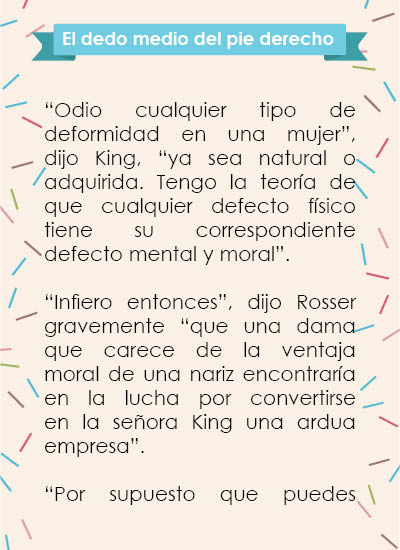 El dedo medio del pie derecho
“Odio cualquier tipo de
deformidad en una mujer”,
dijo King, “ya sea natural o
adquirida. Tengo la teoría de
que cualquier defecto físico
tiene su correspondiente
defecto mental y moral”.
“Infiero entonces”, dijo Rosser
gravemente “que una dama
que carece de la ventaja
moral de una nariz encontraría
en la lucha por convertirse
en la señora King una ardua
empresa”.
“Por supuesto que puedes